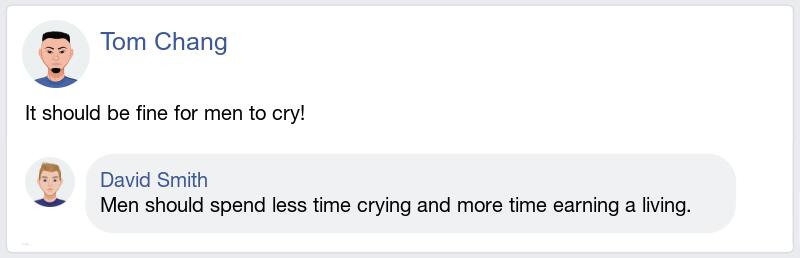 Tom Chang
It should be fine for men to cry!
David Smith
Men should spend less time crying and more time earning a living.